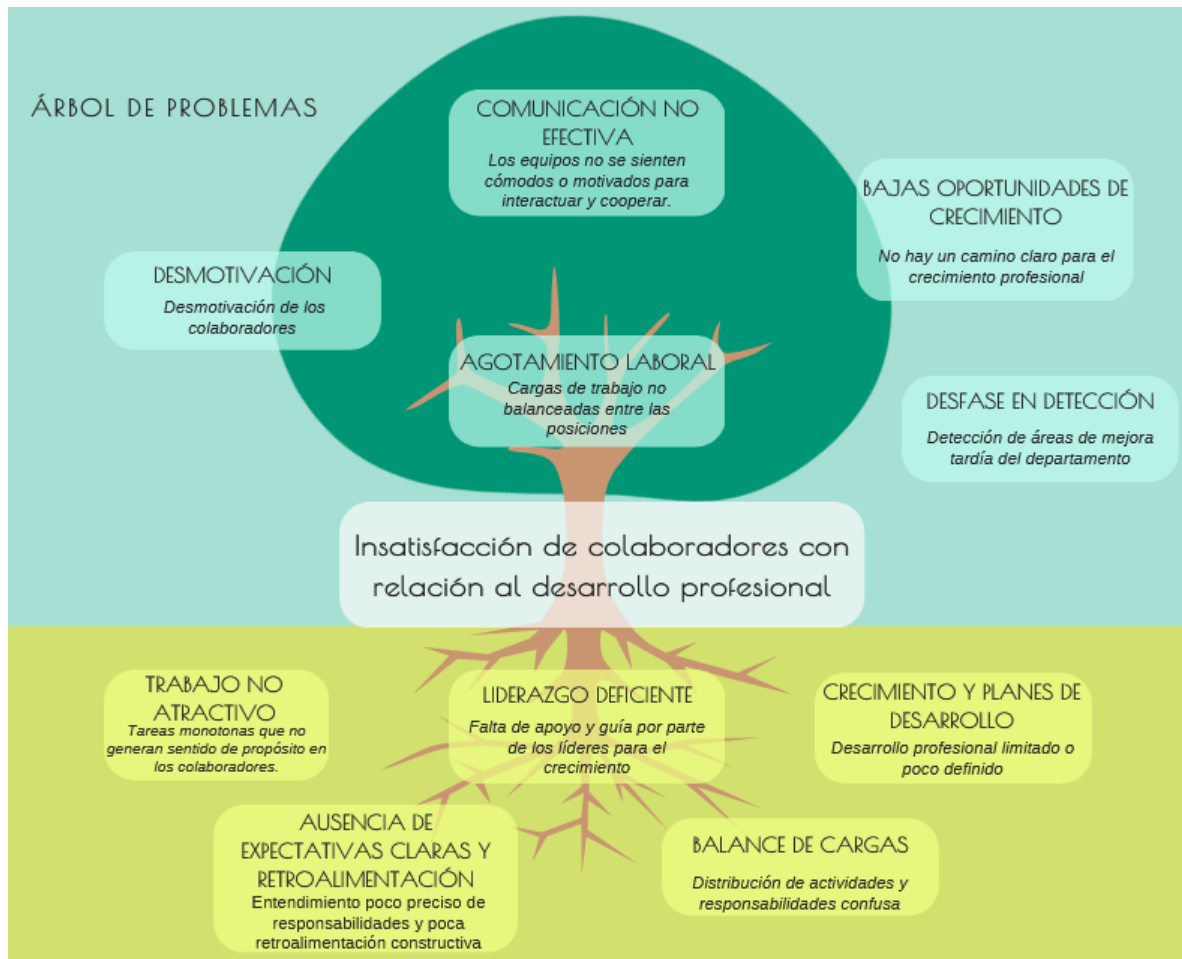 ÁRBOL DE PROBLEMAS
COMUNICACIÓN NO
EFECTIVA
Los equipos no se sienten
cómodos o motivados para
interactuar y cooperar.
BAJAS OPORTUNIDADES DE
CRECIMIENTO
No hay un camino claro para el
crecimiento profesional
DESMOTIVACIÓN
Desmotivación de los
colaboradores
AGOTAMIENTO LABORAL
Cargas de trabajo no
balanceadas entre las
posiciones
DESFASE EN DETECCIÓN
Detección de áreas de mejora
tardía del departamento
Insatisfacción de colaboradores con
relación al desarrollo profesional
TRABAJO NO
ATRACTIVO
Tareas monotonas que no
generan sentido de propósito en
los colaboradores.
LIDERAZGO DEFICIENTE
Falta de apoyo y guía por parte
de los líderes para el
crecimiento
CRECIMIENTO Y PLANES DE
DESARROLLO
Desarrollo profesional limitado o
poco definido
AUSENCIA DE
EXPECTATIVAS CLARAS Y
RETROALIMENTACIÓN
Entendimiento poco preciso de
responsabilidades y poca
retroalimentación constructiva
BALANCE DE CARGAS
Distribución de actividades y
responsabilidades confusa